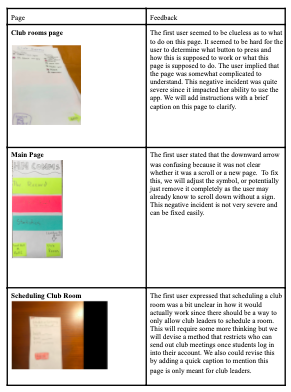 Page
Feedback
Club rooms page
The first user seemed to be clueless as to what
to do on this page. It seemed to be hard for the
user to determine what button to press and
how this is supposed to work or what this
page is supposed to do. The user implied that
the page was somewhat complicated to
understand. This negative incident was quite
severe since it impacted her ability to use the
app. We will add instructions with a brief
caption on this page to clarify.
Main Page
The first user stated that the downward arrow
was confusing because it was not clear
whether it was a scroll or a new page. To fix
this, we will adjust the symbol, or potentially
just remove it completely as the user may
already know to scroll down without a sign.
This negative incident is not very severe and
can be fixed easily.
Scheduling Club Room
The first user expressed that scheduling a club
room was a bit unclear in how it would
actually work since there should be a way to
only allow club leaders to schedule a room.
This will require some more thinking but we
will devise a method that restricts who can
send out club meetings once students log in
into their account. We also could revise this
by adding a quick caption to mention this
page is only meant for club leaders.